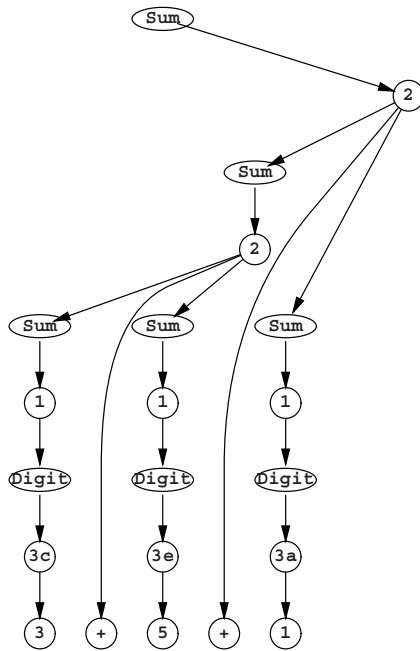 Sum
2
Sum
2
Sum Sum Sum
1 1 1
Digit Digit Digit
3c 3e 3a
3 + 5 + 1